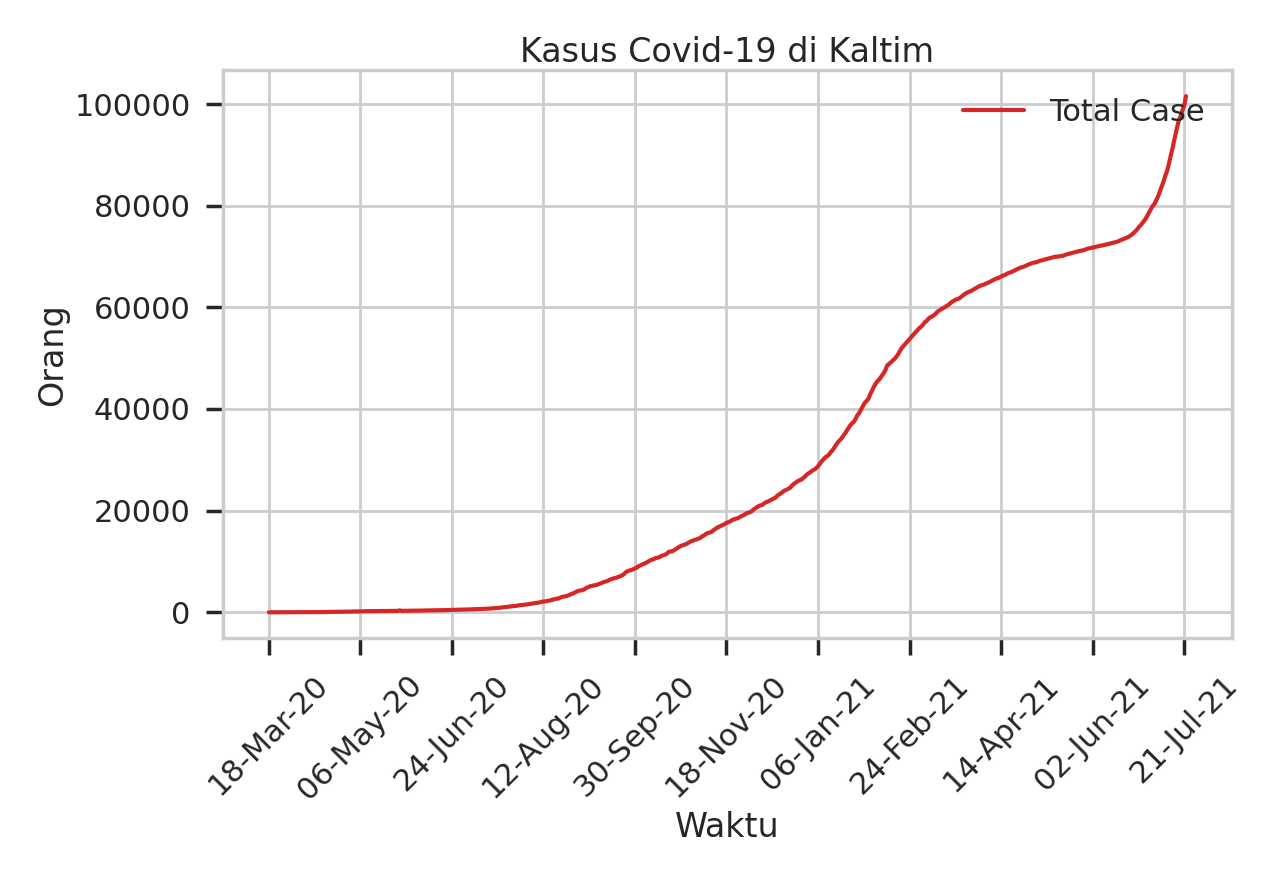 Kasus Covid-19 di Kaltim
Total Case
Orang
100000
80000
60000
40000
20000
0
18-Mar-20
06-May-20
24-Jun-20
12-Aug-20
30-Sep-20
18-Nov-20
06-Jan-21
24-Feb-21
14-Apr-21
02-Jun-21
21-Jul-21
Waktu